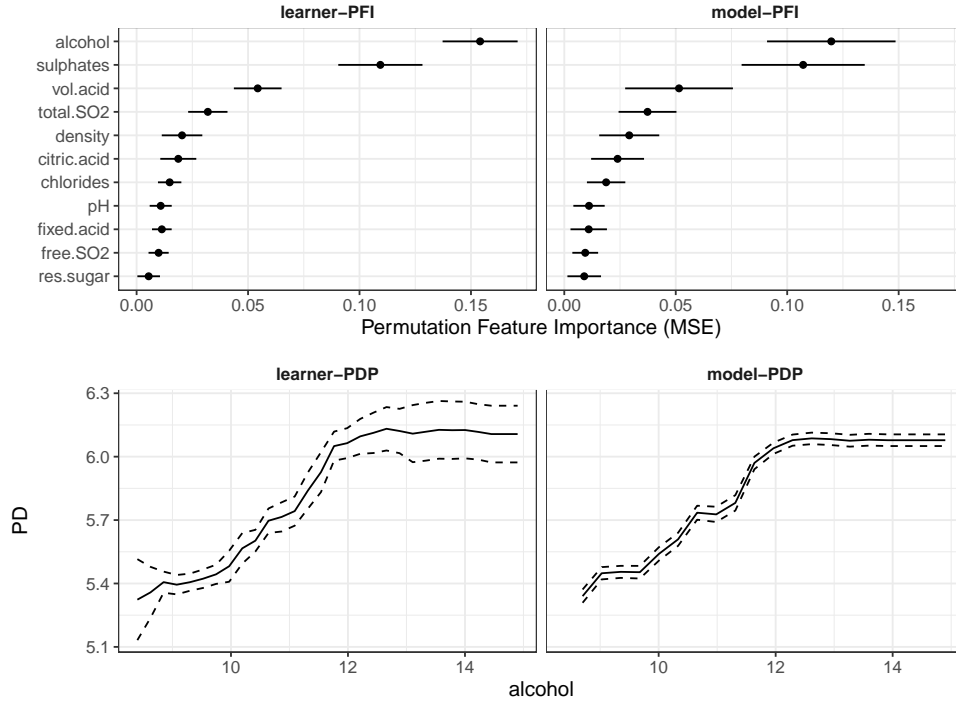 learner−PFI
model−PFI
alcohol
sulphates
vol.acid
total.SO2
density
citric.acid
chlorides
pH
fixed.acid
free.SO2
res.sugar
0.00 0.05 0.10 0.15
0.00 0.05 0.10 0.15
Permutation Feature Importance (MSE)
learner−PDP
model−PDP
6.3
6.0
5.7
5.4
5.1
PD
10 12 14
10 12 14
alcohol